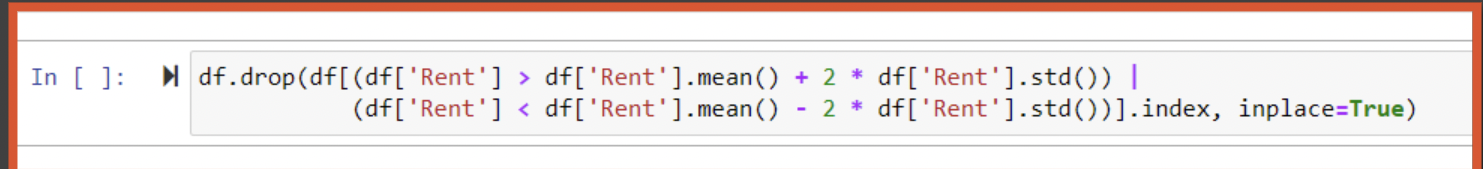 In [ ]: df.drop(df[(df['Rent'] > df['Rent'].mean() + 2 * df['Rent'].std()) |
(df['Rent'] < df['Rent'].mean() - 2 * df['Rent'].std())].index, inplace=True)